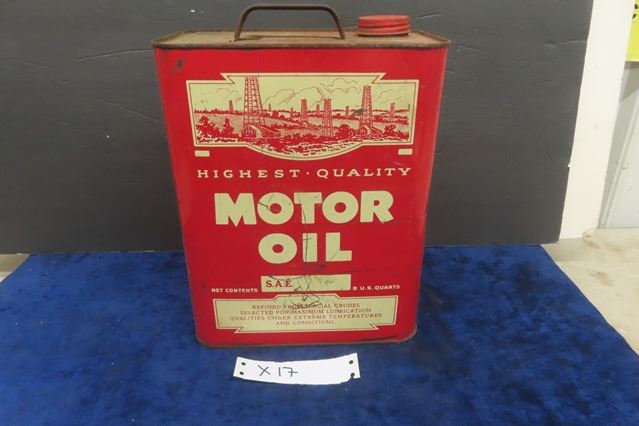 HIGHEST · QUALITY
MOTOR
OIL
S.A.E.
NET CONTENTS 8 U.S. QUARTS
REFINED FROM SPECIAL CRUDES
SELECTED FOR MAXIMUM LUBRICATION
QUALITIES UNDER EXTREME TEMPERATURES
AND CONDITIONS.
X17